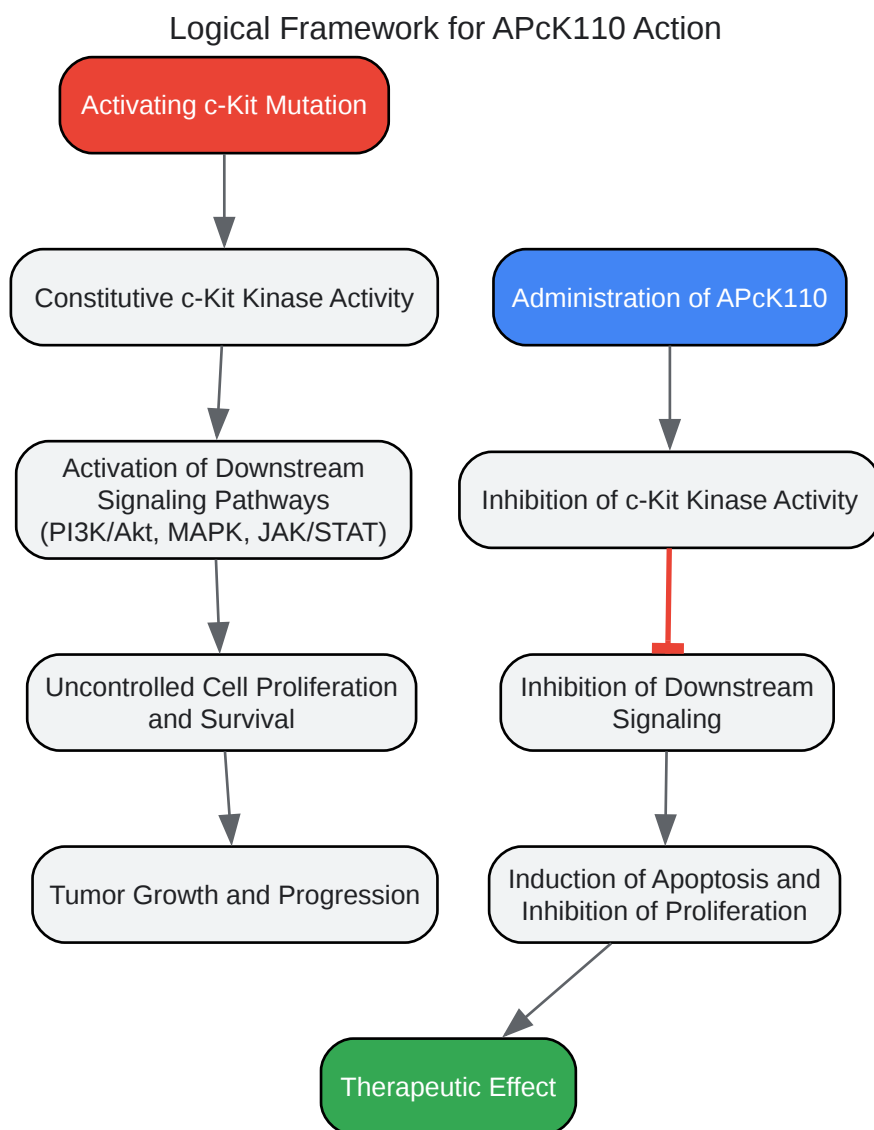 Logical Framework for APcK110 Action
Activating c-Kit Mutation
Constitutive c-Kit Kinase Activity
Activation of Downstream
Signaling Pathways
(PI3K/Akt, MAPK, JAK/STAT)
Uncontrolled Cell Proliferation
and Survival
Tumor Growth and Progression
Administration of APcK110
Inhibition of c-Kit Kinase Activity
Inhibition of Downstream
Signaling
Induction of Apoptosis and
Inhibition of Proliferation
Therapeutic Effect